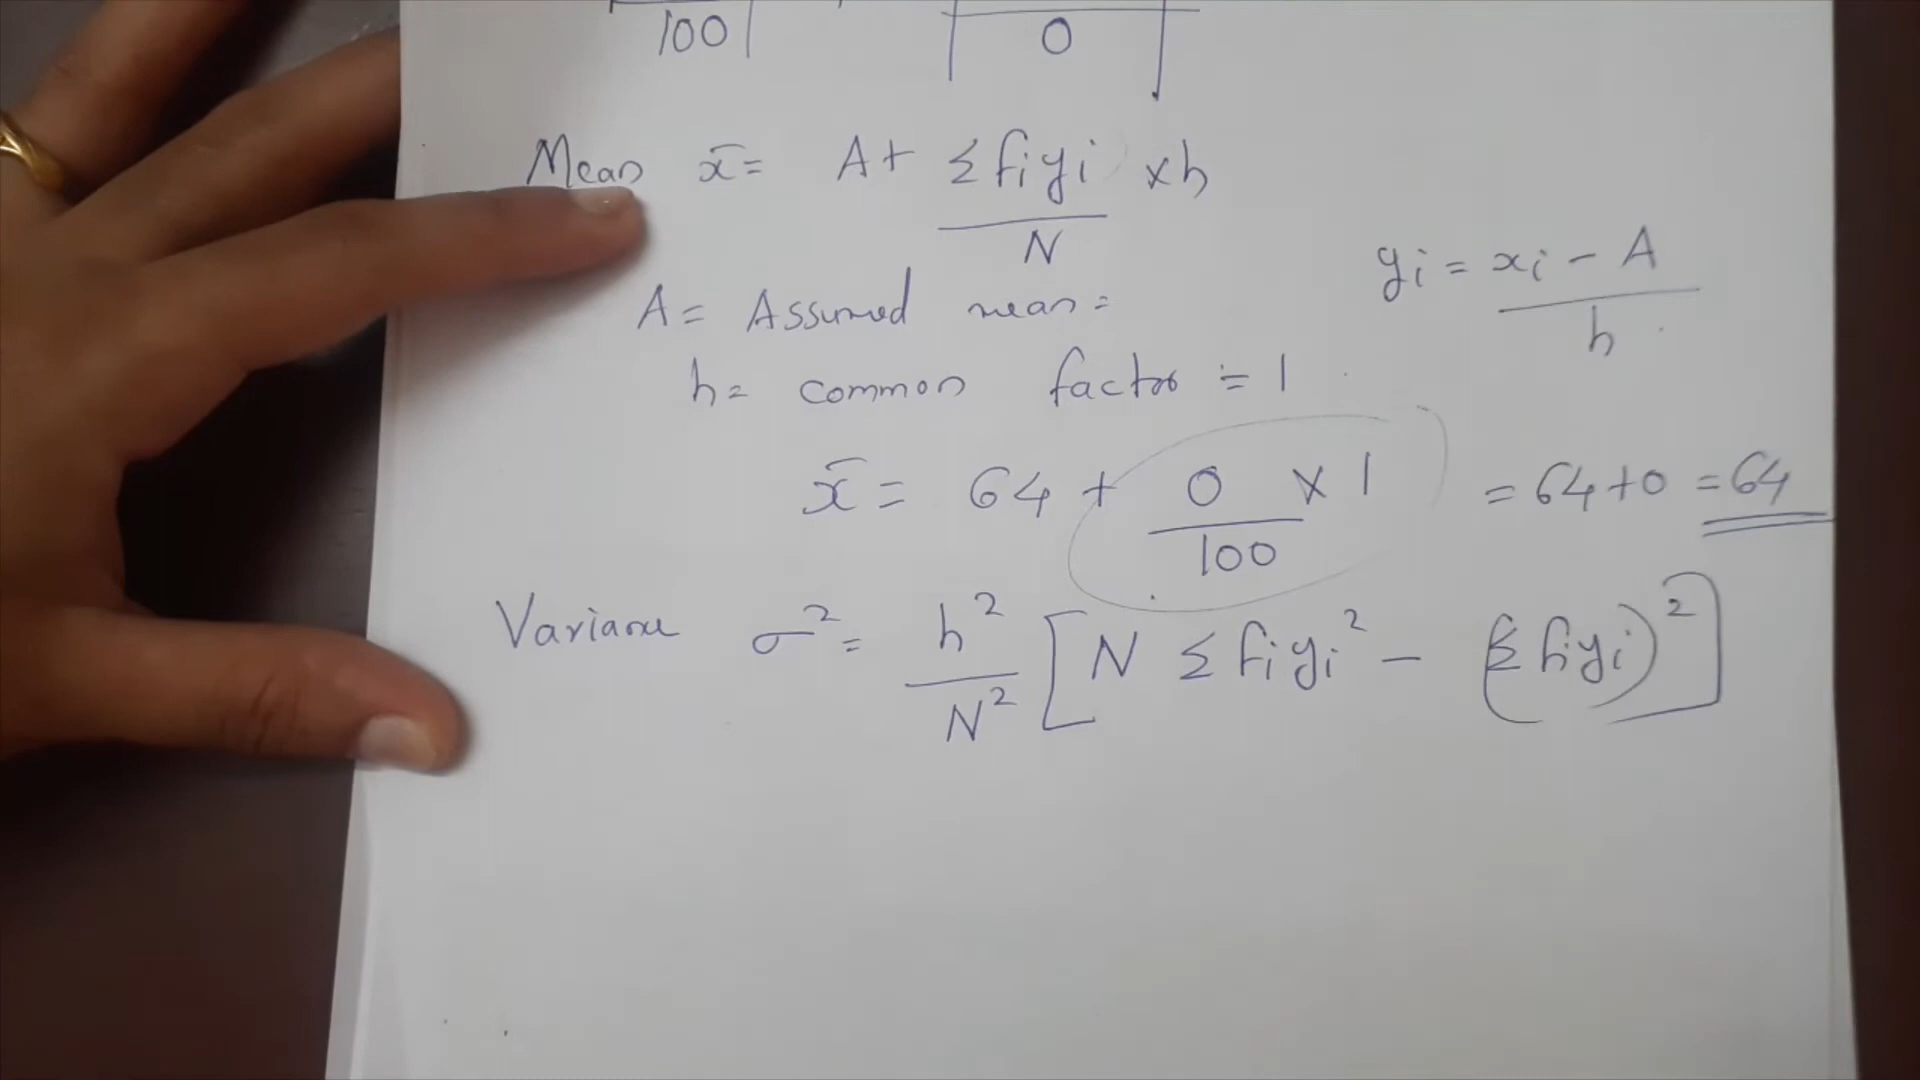 100 0
Mean x̄ = A + Σfiyi / N × h
yi = xi - A / h
A = Assumed mean =
h = common factor = 1
x̄ = 64 + 0 / 100 × 1 = 64 + 0 = 64
Variance σ² = h² / N² [N Σfiyi² - (Σfiyi)²]